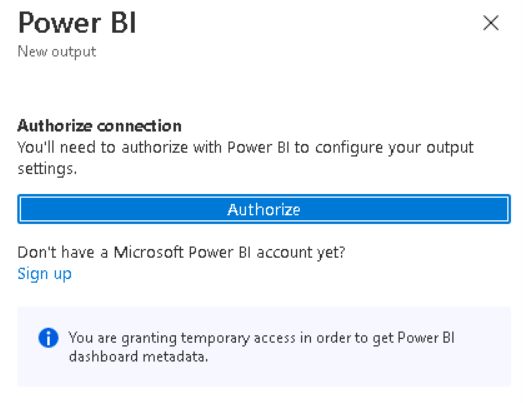 Power BI
New output
Authorize connection
You'll need to authorize with Power BI to configure your output
settings.
Authorize
Don't have a Microsoft Power BI account yet?
Sign up
You are granting temporary access in order to get Power BI
dashboard metadata.